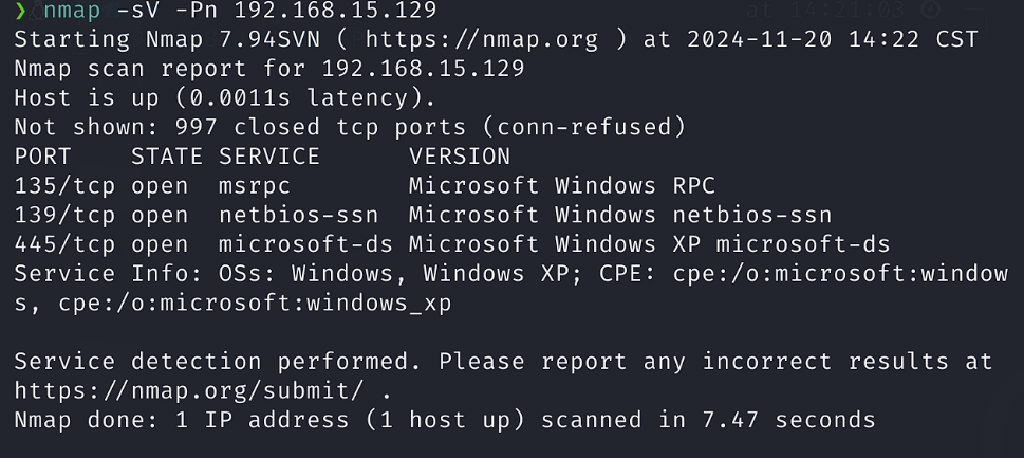 ❯ nmap -sV -Pn 192.168.15.129
Starting Nmap 7.94SVN ( https://nmap.org ) at 2024-11-20 14:22 CST
Nmap scan report for 192.168.15.129
Host is up (0.0011s latency).
Not shown: 997 closed tcp ports (conn-refused)
PORT    STATE SERVICE      VERSION
135/tcp open  msrpc        Microsoft Windows RPC
139/tcp open  netbios-ssn  Microsoft Windows netbios-ssn
445/tcp open  microsoft-ds Microsoft Windows XP microsoft-ds
Service Info: OSs: Windows, Windows XP; CPE: cpe:/o:microsoft:window
s, cpe:/o:microsoft:windows_xp
Service detection performed. Please report any incorrect results at
https://nmap.org/submit/ .
Nmap done: 1 IP address (1 host up) scanned in 7.47 seconds